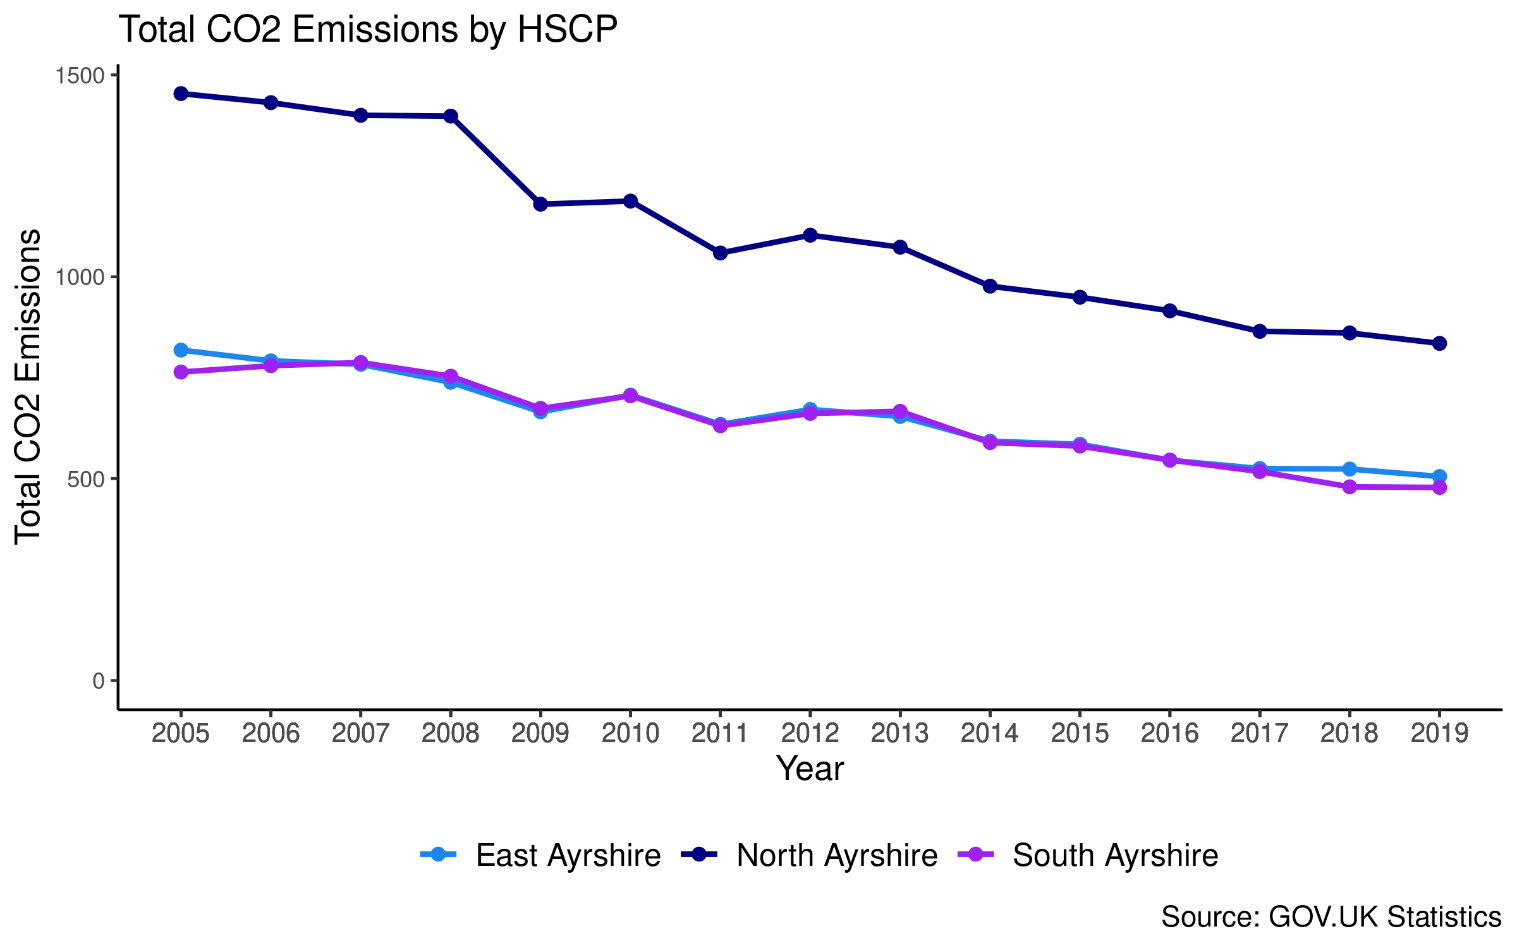 Total CO2 Emissions by HSCP
Total CO2 Emissions
1500
1000
500
0
2005 2006 2007 2008 2009 2010 2011 2012 2013 2014 2015 2016 2017 2018 2019
Year
East Ayrshire North Ayrshire South Ayrshire
Source: GOV.UK Statistics